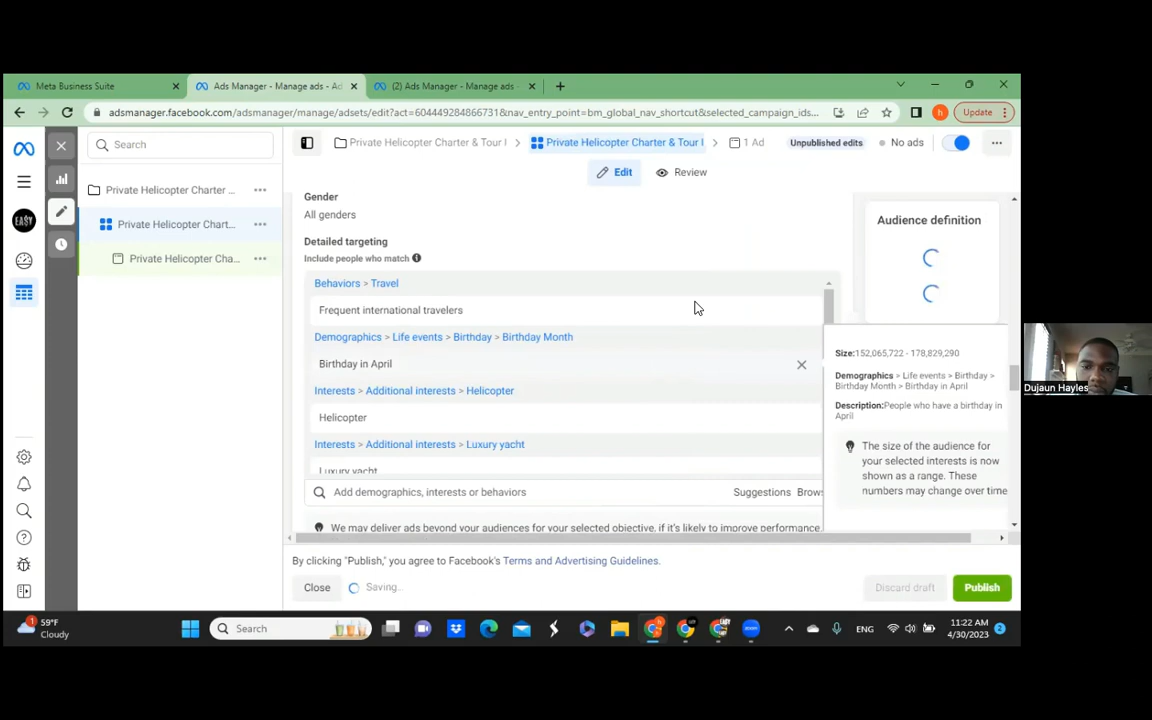 Meta Business Suite
Ads Manager - Manage ads - Ad
(2) Ads Manager - Manage ads -
adsmanager.facebook.com/adsmanager/manage/adsets/edit?act=604449284866731&nav_entry_point=bm_global_nav_shortcut&selected_campaign_ids...
Update
Search
Private Helicopter Charter & Tour I
Private Helicopter Charter & Tour I
1 Ad
Unpublished edits
No ads
Edit
Review
Private Helicopter Charter ...
Private Helicopter Chart...
Private Helicopter Cha...
EASY
Gender
All genders
Detailed targeting
Include people who match
Behaviors > Travel
Frequent international travelers
Demographics > Life events > Birthday > Birthday Month
Birthday in April
Interests > Additional interests > Helicopter
Helicopter
Interests > Additional interests > Luxury yacht
Luxury yacht
Add demographics, interests or behaviors
Suggestions
Brows
We may deliver ads beyond your audiences for your selected objective, if it's likely to improve performance.
Audience definition
Size:152,065,722 - 178,829,290
Demographics > Life events > Birthday >
Birthday Month > Birthday in April
Description:People who have a birthday in
April
The size of the audience for
your selected interests is now
shown as a range. These
numbers may change over time
By clicking "Publish," you agree to Facebook's Terms and Advertising Guidelines.
Close
Saving..
Discard draft
Publish
Dujaun Hayles
1
59°F
Cloudy
Search
ENG
11:22 AM
4/30/2023
2